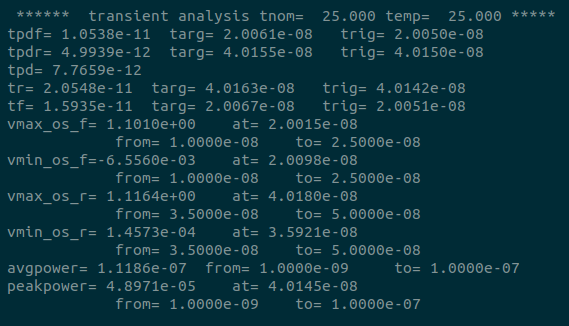 ****** transient analysis tnom= 25.000 temp= 25.000 *****
tpdf= 1.0538e-11 targ= 2.0061e-08 trig= 2.0050e-08
tpdr= 4.9939e-12 targ= 4.0155e-08 trig= 4.0150e-08
tpd= 7.7659e-12
tr= 2.0548e-11 targ= 4.0163e-08 trig= 4.0142e-08
tf= 1.5935e-11 targ= 2.0067e-08 trig= 2.0051e-08
vmax_os_f= 1.1010e+00 at= 2.0015e-08
from= 1.0000e-08 to= 2.5000e-08
vmin_os_f=-6.5560e-03 at= 2.0098e-08
from= 1.0000e-08 to= 2.5000e-08
vmax_os_r= 1.1164e+00 at= 4.0180e-08
from= 3.5000e-08 to= 5.0000e-08
vmin_os_r= 1.4573e-04 at= 3.5921e-08
from= 3.5000e-08 to= 5.0000e-08
avgpower= 1.1186e-07 from= 1.0000e-09 to= 1.0000e-07
peakpower= 4.8971e-05 at= 4.0145e-08
from= 1.0000e-09 to= 1.0000e-07